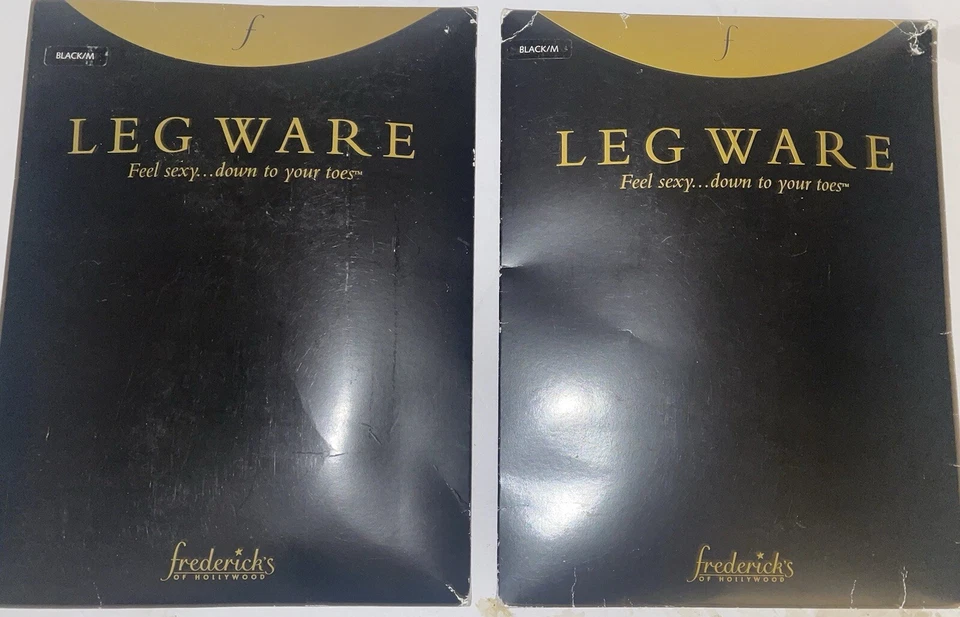 f
BLACK/M
LEG WARE
Feel sexy...down to your toes™
frederick's
OF HOLLYWOOD
f
BLACK/M
LEG WARE
Feel sexy...down to your toes™
frederick's
OF HOLLYWOOD